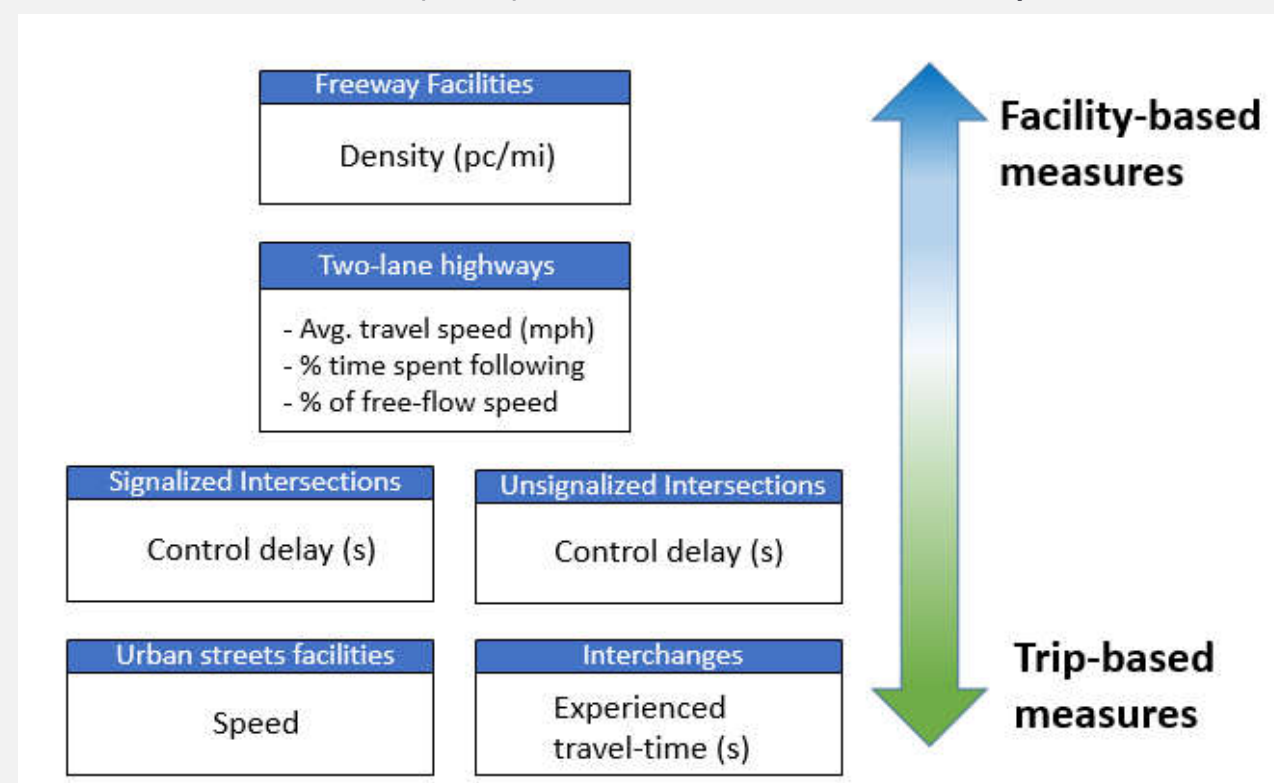 Freeway Facilities
Density (pc/mi)
Facility-based
measures
Two-lane highways
- Avg. travel speed (mph)
- % time spent following
- % of free-flow speed
Signalized Intersections
Control delay (s)
Unsignalized Intersections
Control delay (s)
Urban streets facilities
Speed
Interchanges
Experienced
travel-time (s)
Trip-based
measures